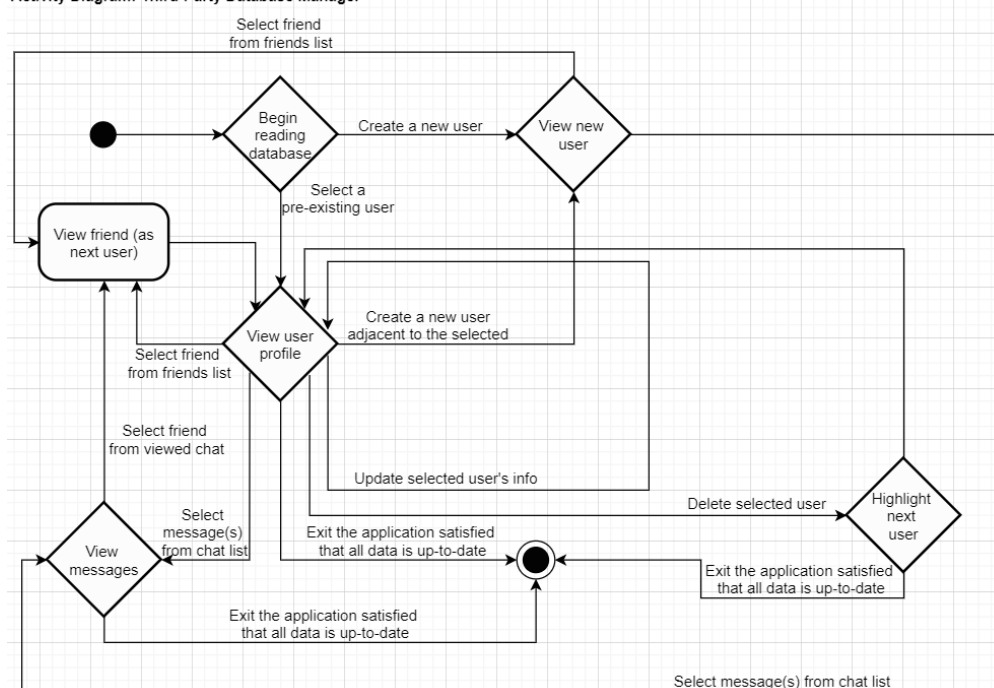 Activity Diagram: Third Party Database Manager
Select friend
from friends list
Begin
reading
database
Create a new user
View new
user
Select a
pre-existing user
View friend (as
next user)
Create a new user
adjacent to the selected
View user
profile
Select friend
from friends list
Select friend
from viewed chat
Update selected user's info
Delete selected user
Highlight
next
user
Select
message(s)
from chat list
Exit the application satisfied
that all data is up-to-date
View
messages
Exit the application satisfied
that all data is up-to-date
Exit the application satisfied
that all data is up-to-date
Select message(s) from chat list